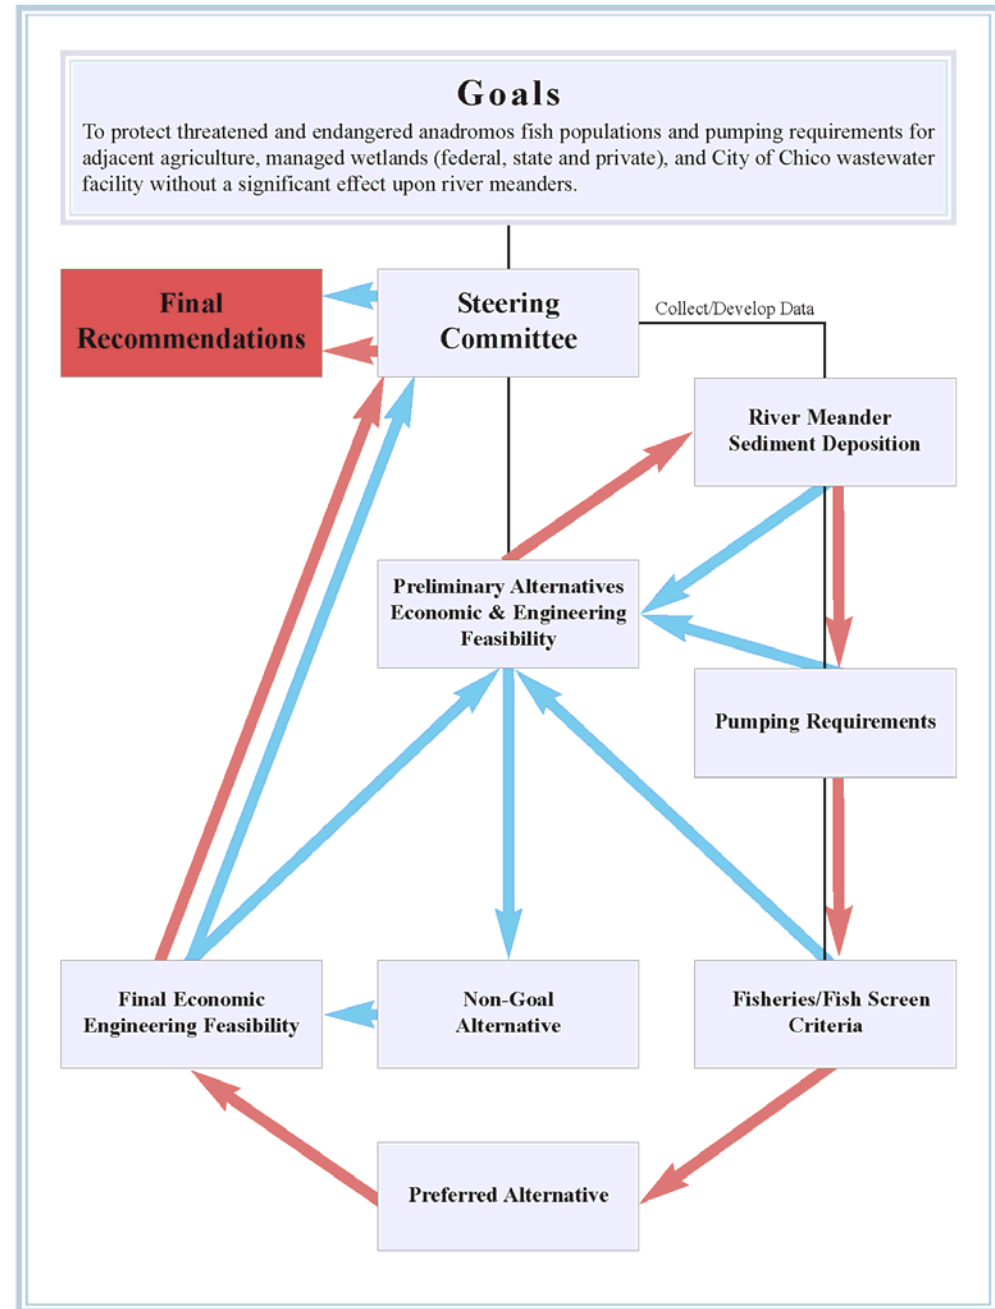 Goals
To protect threatened and endangered anadromos fish populations and pumping requirements for
adjacent agriculture, managed wetlands (federal, state and private), and City of Chico wastewater
facility without a significant effect upon river meanders.
Final
Recommendations
Steering
Committee
Collect/Develop Data
River Meander
Sediment Deposition
Preliminary Alternatives
Economic & Engineering
Feasibility
Pumping Requirements
Final Economic
Engineering Feasibility
Non-Goal
Alternative
Fisheries/Fish Screen
Criteria
Preferred Alternative